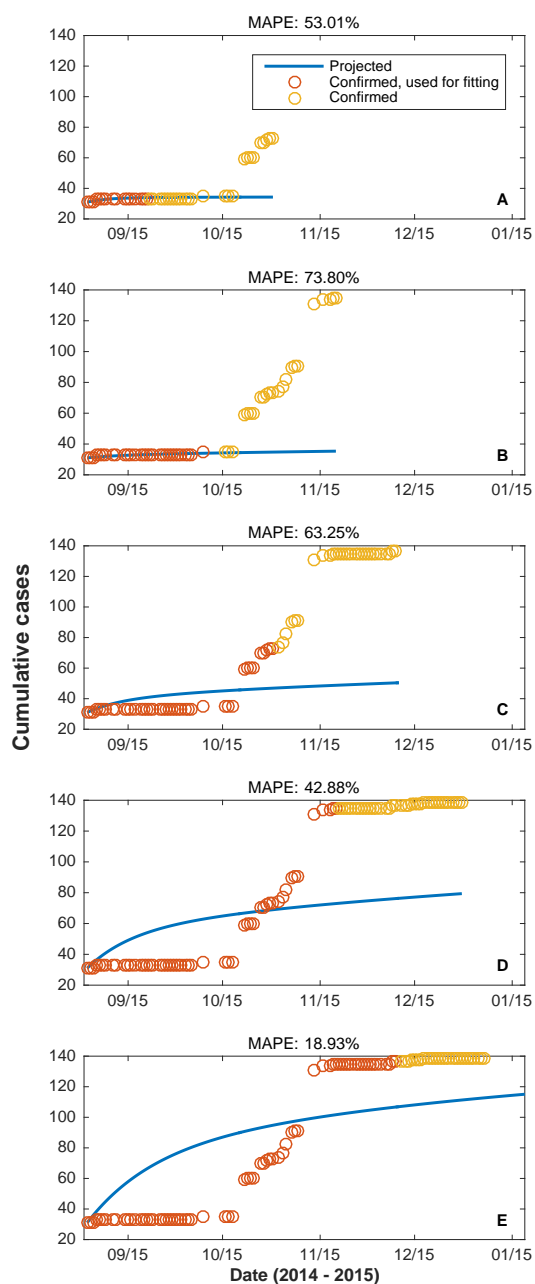 MAPE: 53.01%
140
120
100
80
60
40
20
Projected
Confirmed, used for fitting
Confirmed
A
09/15 10/15 11/15 12/15 01/15
MAPE: 73.80%
140
120
100
80
60
40
20
B
09/15 10/15 11/15 12/15 01/15
MAPE: 63.25%
140
120
100
80
60
40
20
C
09/15 10/15 11/15 12/15 01/15
Cumulative cases
MAPE: 42.88%
140
120
100
80
60
40
20
D
09/15 10/15 11/15 12/15 01/15
MAPE: 18.93%
140
120
100
80
60
40
20
E
09/15 10/15 11/15 12/15 01/15
Date (2014 - 2015)